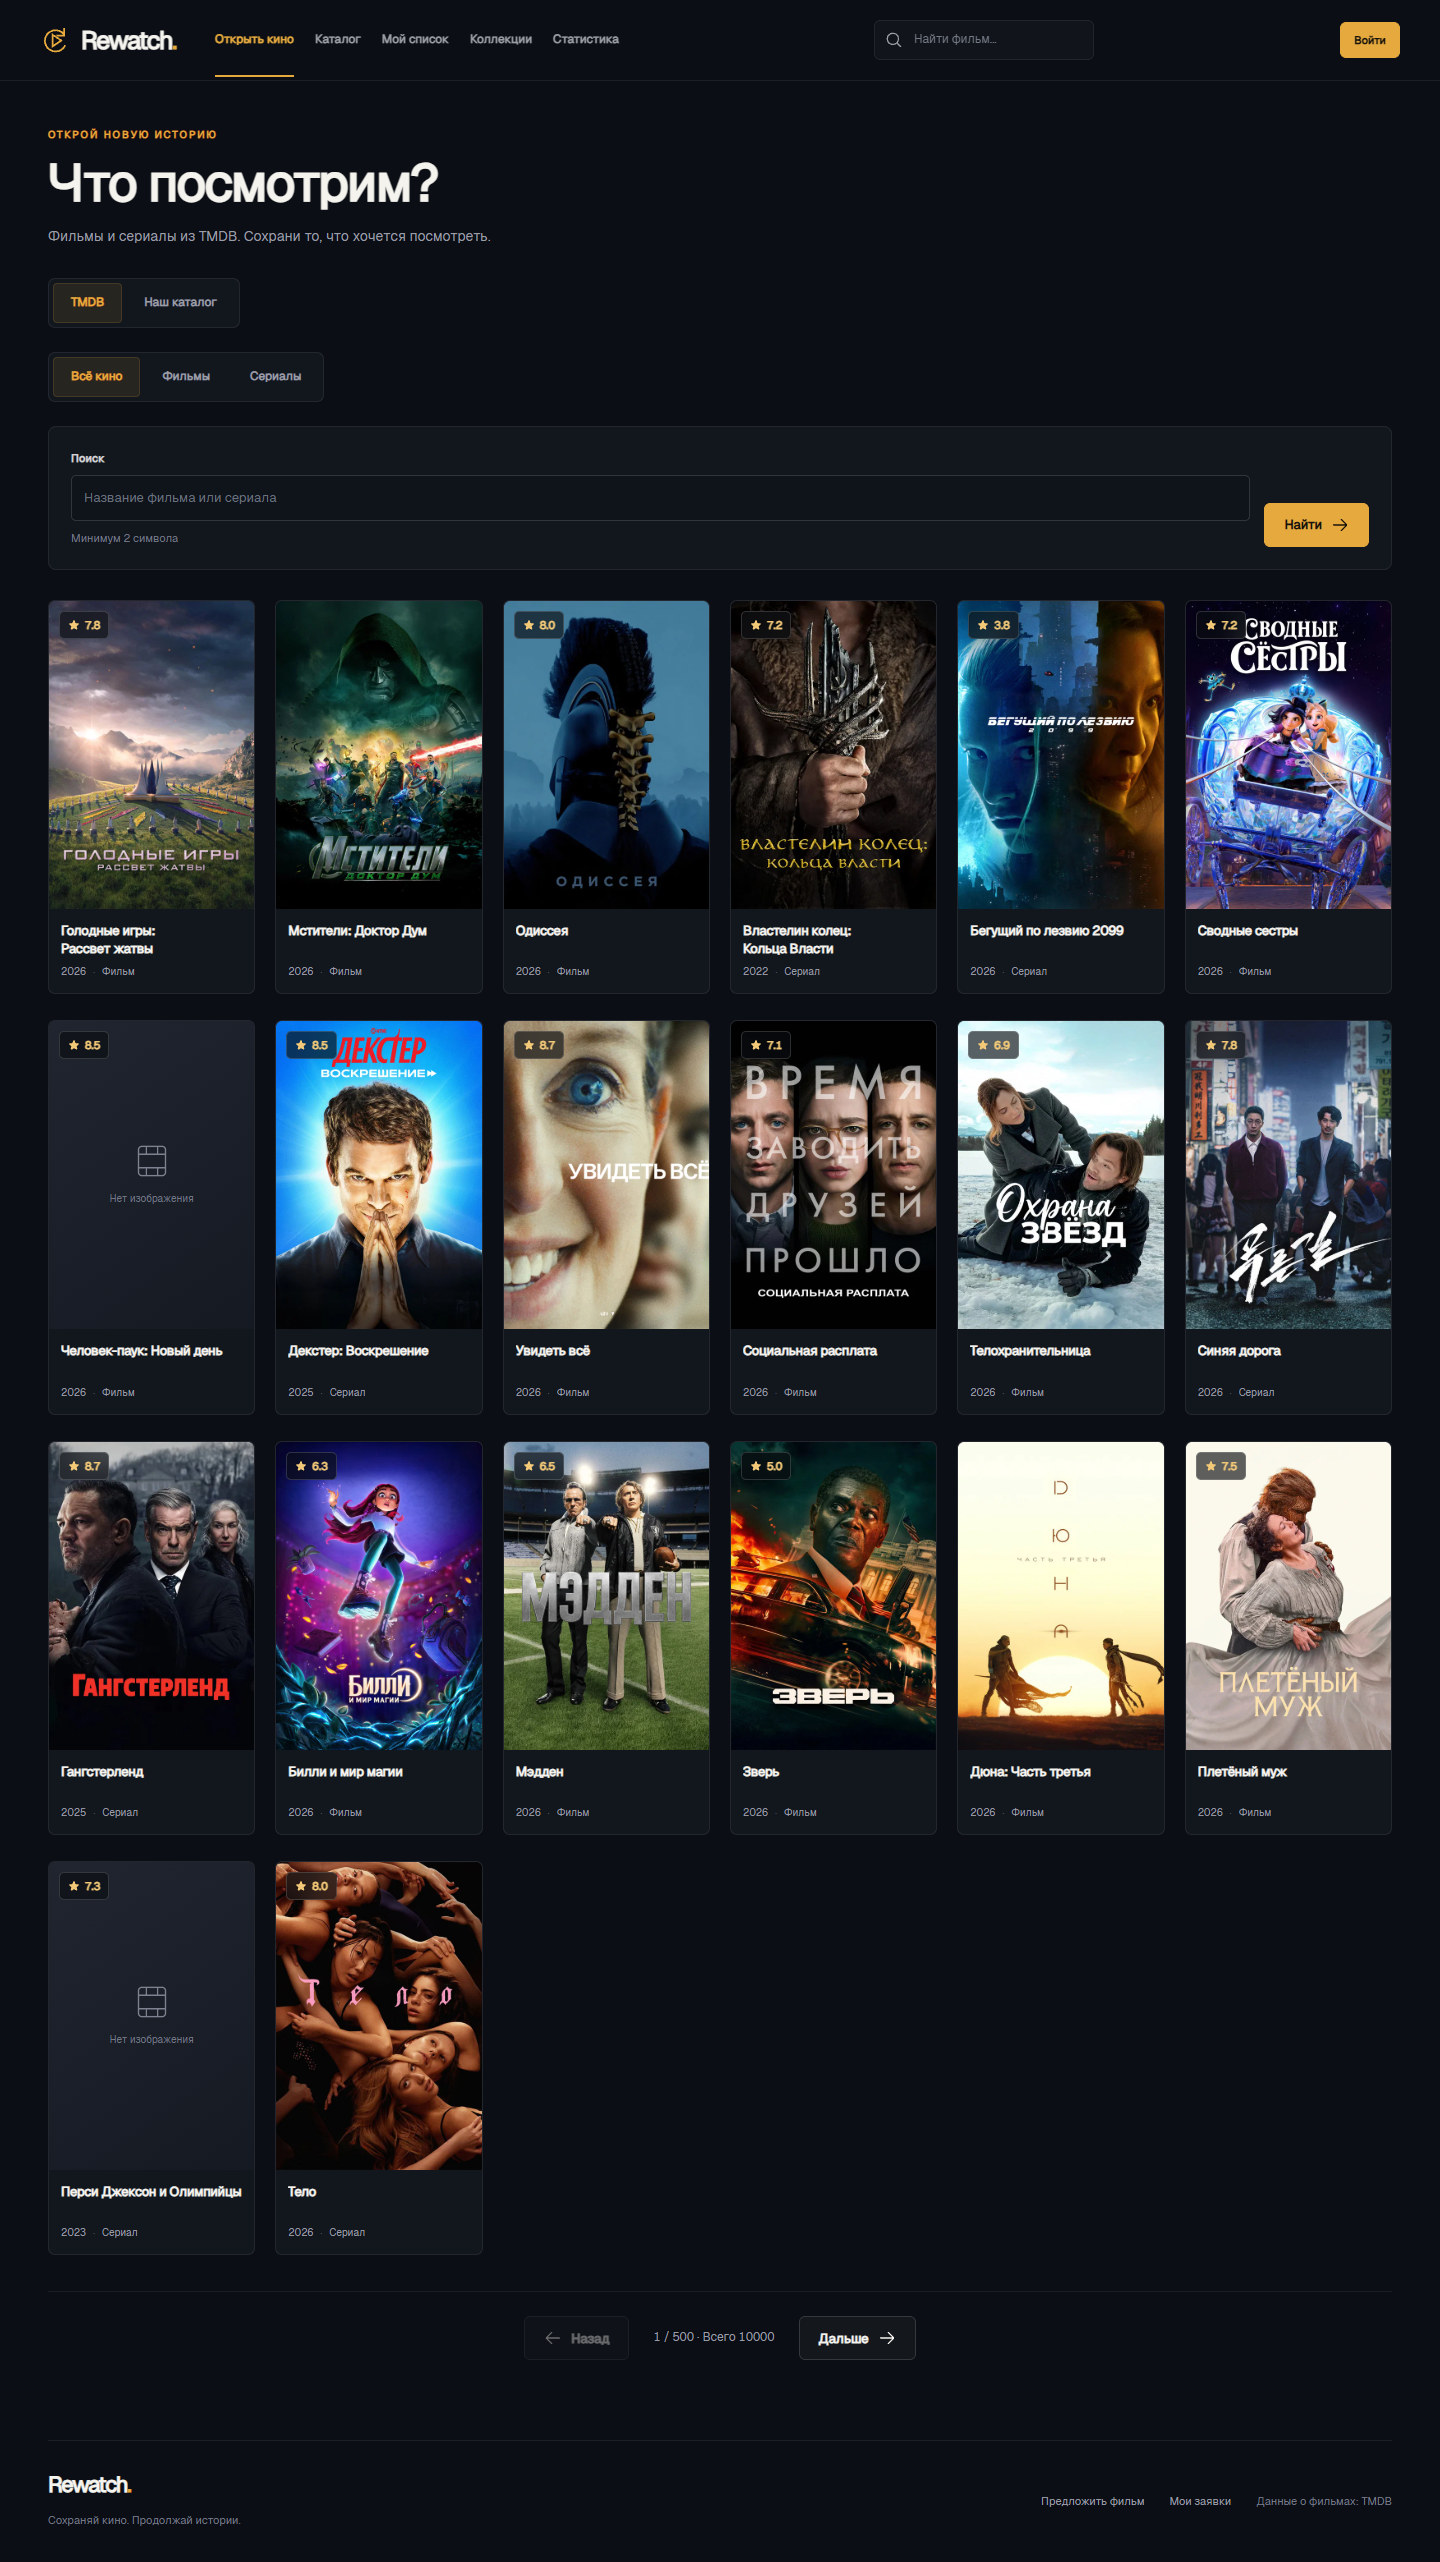 Rewatch.
Открыть кино
Каталог
Мой список
Коллекции
Статистика
Найти фильм...
Войти
ОТКРОЙ НОВУЮ ИСТОРИЮ
Что посмотрим?
Фильмы и сериалы из TMDB. Сохрани то, что хочется посмотреть.
TMDB
Наш каталог
Всё кино
Фильмы
Сериалы
Поиск
Название фильма или сериала
Минимум 2 символа
Найти
7.8
ГОЛОДНЫЕ ИГРЫ
РАССВЕТ ЖАТВЫ
Голодные игры:
Рассвет жатвы
2026 · Фильм
МСТИТЕЛИ
ДОКТОР ДУМ
Мстители: Доктор Дум
2026 · Фильм
8.0
ОДИССЕЯ
Одиссея
2026 · Фильм
7.2
ВЛАСТЕЛИН КОЛЕЦ:
КОЛЬЦА ВЛАСТИ
Властелин колец:
Кольца Власти
2022 · Сериал
3.8
БЕГУЩИЙ ПО ЛЕЗВИЮ
2099
Бегущий по лезвию 2099
2026 · Сериал
7.2
СВОДНЫЕ
СЁСТРЫ
Сводные сестры
2026 · Фильм
8.5
Нет изображения
Человек-паук: Новый день
2026 · Фильм
8.5
ДЕКСТЕР
ВОСКРЕШЕНИЕ
Декстер: Воскрешение
2025 · Сериал
8.7
УВИДЕТЬ ВСЁ
Увидеть всё
2026 · Фильм
7.1
ВРЕМЯ
ЗАВОДИТЬ
ДРУЗЕЙ
ПРОШЛО
СОЦИАЛЬНАЯ РАСПЛАТА
Социальная расплата
2026 · Фильм
6.9
Охрана
ЗВЁЗД
Телохранительница
2026 · Фильм
7.8
푸른길
Синяя дорога
2026 · Сериал
8.7
ГАНГСТЕРЛЕНД
Гангстерленд
2025 · Сериал
6.3
БИЛЛИ
И МИР МАГИИ
Билли и мир магии
2026 · Фильм
6.5
МЭДДЕН
Мэдден
2026 · Фильм
5.0
ЗВЕРЬ
Зверь
2026 · Фильм
Д
Ю
ЧАСТЬ ТРЕТЬЯ
Н
А
Дюна: Часть третья
2026 · Фильм
7.5
ПЛЕТЁНЫЙ
МУЖ
Плетёный муж
2026 · Фильм
7.3
Нет изображения
Перси Джексон и Олимпийцы
2023 · Сериал
8.0
Тело
Тело
2026 · Сериал
Назад
1 / 500 · Всего 10000
Дальше
Rewatch.
Сохраняй кино. Продолжай истории.
Предложить фильм
Мои заявки
Данные о фильмах: TMDB